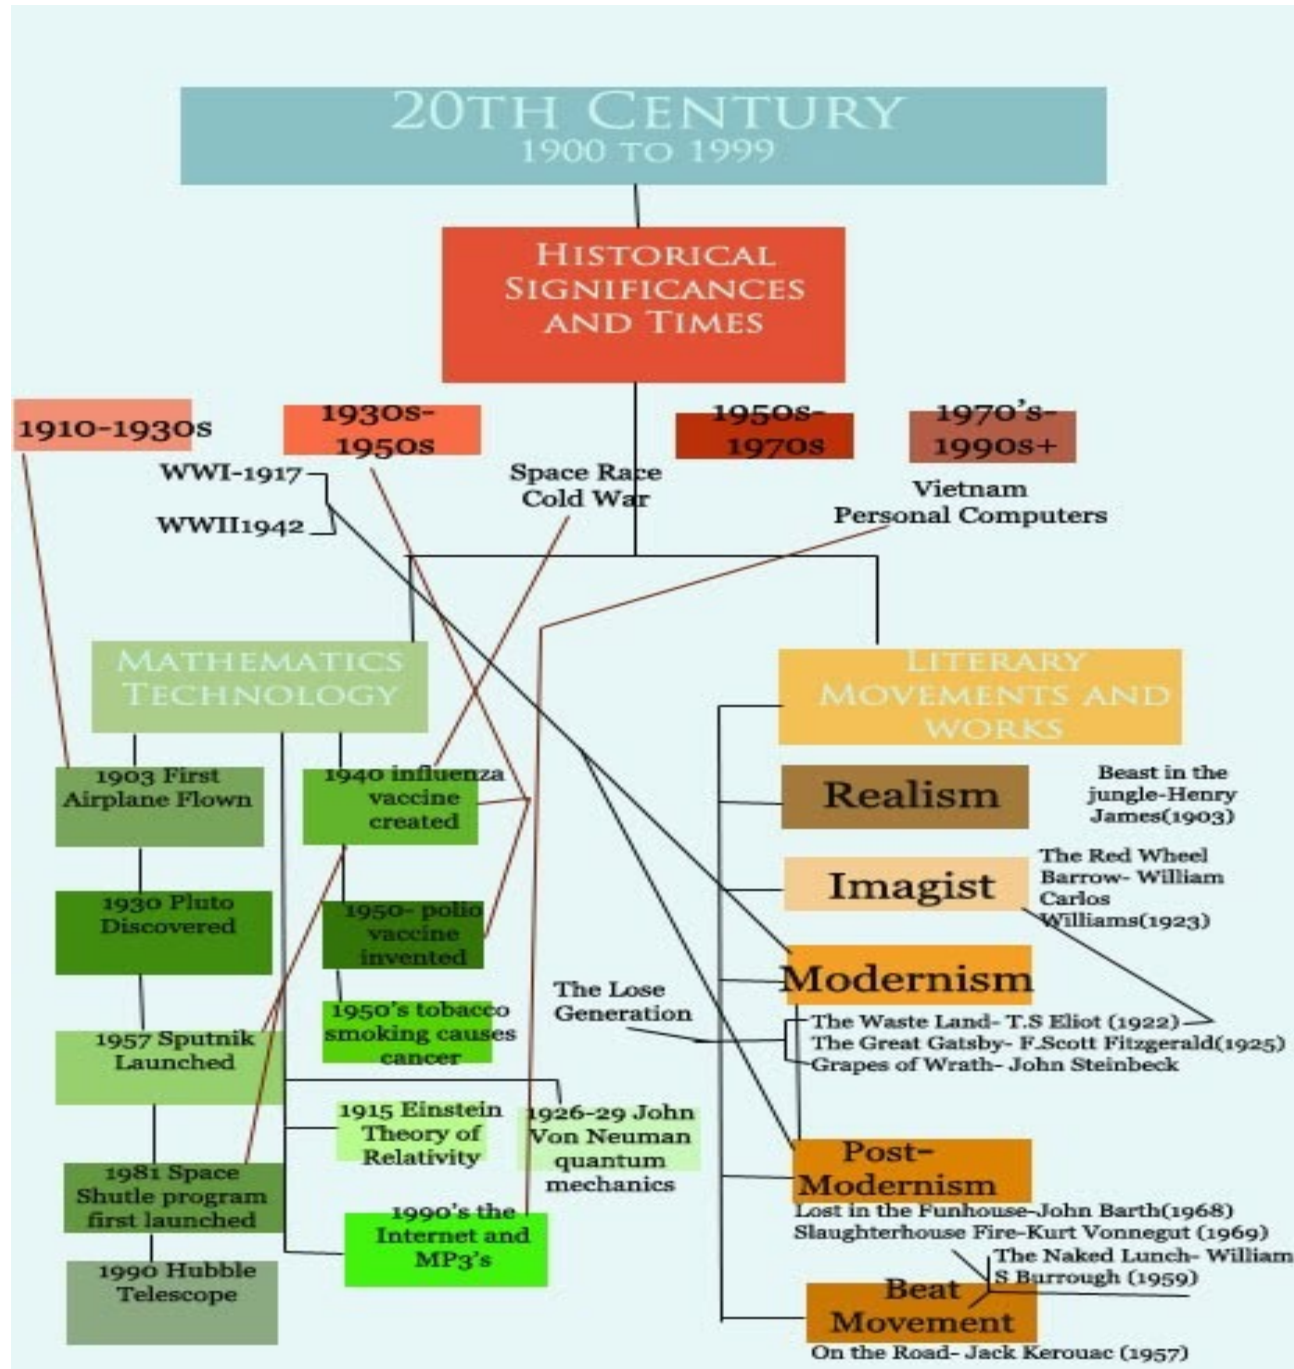 20TH CENTURY
1900 TO 1999
HISTORICAL
SIGNIFICANCES
AND TIMES
1910-1930s
1930s-
1950s
1950s-
1970s
1970's-
1990s+
WWI-1917
WWII1942
Space Race
Cold War
Vietnam
Personal Computers
MATHEMATICS
TECHNOLOGY
1903 First
Airplane Flown
1930 Pluto
Discovered
1957 Sputnik
Launched
1981 Space
Shutle program
first launched
1990 Hubble
Telescope
1940 influenza
vaccine
created
1950- polio
vaccine
invented
1950's tobacco
smoking causes
cancer
1915 Einstein
Theory of
Relativity
1926-29 John
Von Neuman
quantum
mechanics
1990's the
Internet and
MP3's
LITERARY
MOVEMENTS AND
WORKS
Realism
Beast in the
jungle-Henry
James(1903)
Imagist
The Red Wheel
Barrow- William
Carlos
Williams(1923)
Modernism
The Lose
Generation
The Waste Land- T.S Eliot (1922)
The Great Gatsby- F.Scott Fitzgerald(1925)
Grapes of Wrath- John Steinbeck
Post-
Modernism
Lost in the Funhouse-John Barth(1968)
Slaughterhouse Fire-Kurt Vonnegut (1969)
The Naked Lunch- William
S Burrough (1959)
Beat
Movement
On the Road- Jack Kerouac (1957)